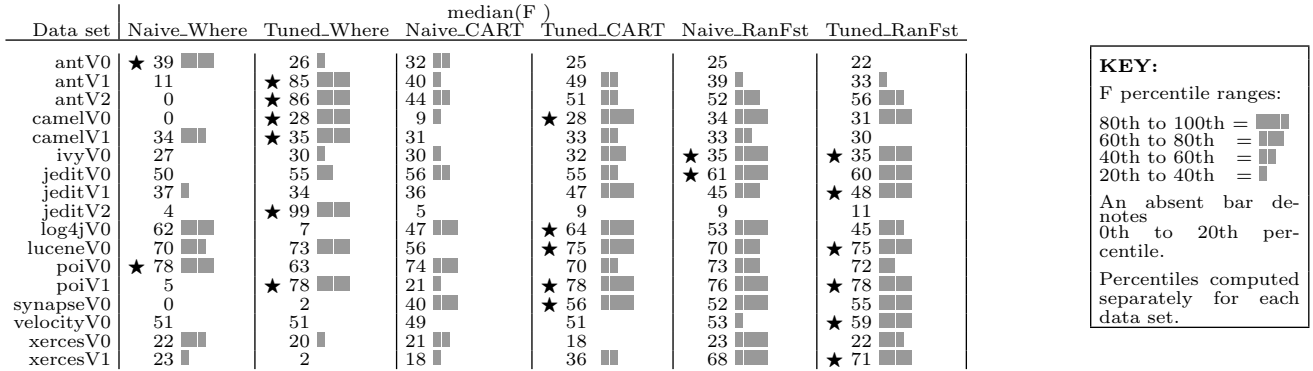 median(F )
Data set Naive_Where Tuned_Where Naive_CART Tuned_CART Naive_RanFst Tuned_RanFst
antV0 ★ 39 26 32 25 25 22
antV1 11 ★ 85 40 49 39 33
antV2 0 ★ 86 44 51 52 56
camelV0 0 ★ 28 9 ★ 28 34 31
camelV1 34 ★ 35 31 33 33 30
ivyV0 27 30 30 32 ★ 35 ★ 35
jeditV0 50 55 56 55 ★ 61 60
jeditV1 37 34 36 47 45 ★ 48
jeditV2 4 ★ 99 5 9 9 11
log4jV0 62 7 47 ★ 64 53 45
luceneV0 70 73 56 ★ 75 70 ★ 75
poiV0 ★ 78 63 74 70 73 72
poiV1 5 ★ 78 21 ★ 78 76 ★ 78
synapseV0 0 2 40 ★ 56 52 55
velocityV0 51 51 49 51 53 ★ 59
xercesV0 22 20 21 18 23 22
xercesV1 23 2 18 36 68 ★ 71
KEY:
F percentile ranges:
80th to 100th =
60th to 80th =
40th to 60th =
20th to 40th =
An absent bar de-
notes
0th to 20th per-
centile.
Percentiles computed
separately for each
data set.